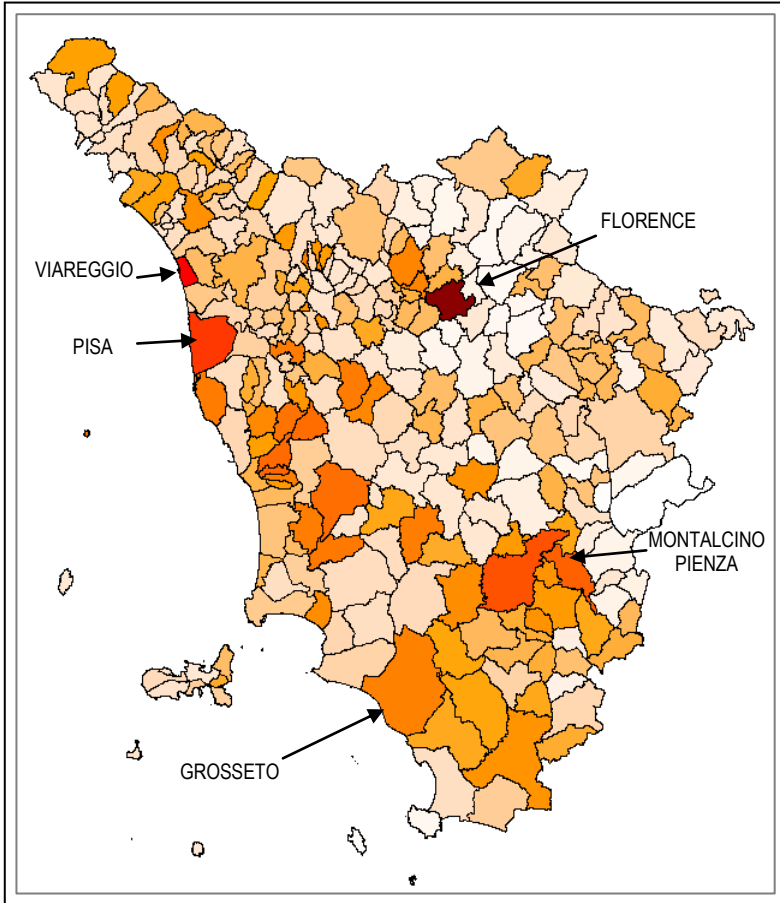 FLORENCE
VIAREGGIO
PISA
MONTALCINO
PIENZA
GROSSETO